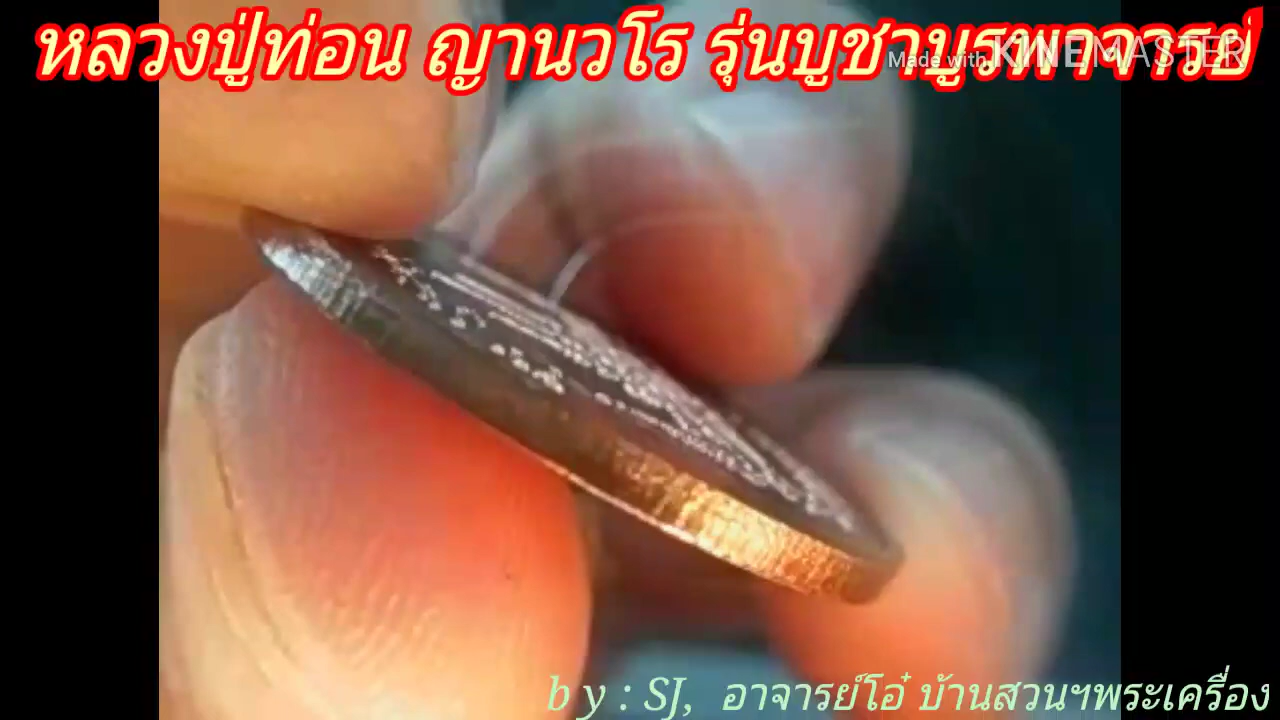 หลวงปู่ท่อน ญานวโร รุ่นบูชาบูรพาจารย์
Made with KINEMASTER
by : SJ, อาจารย์โอ๋ บ้านสวนฯพระเครื่อง